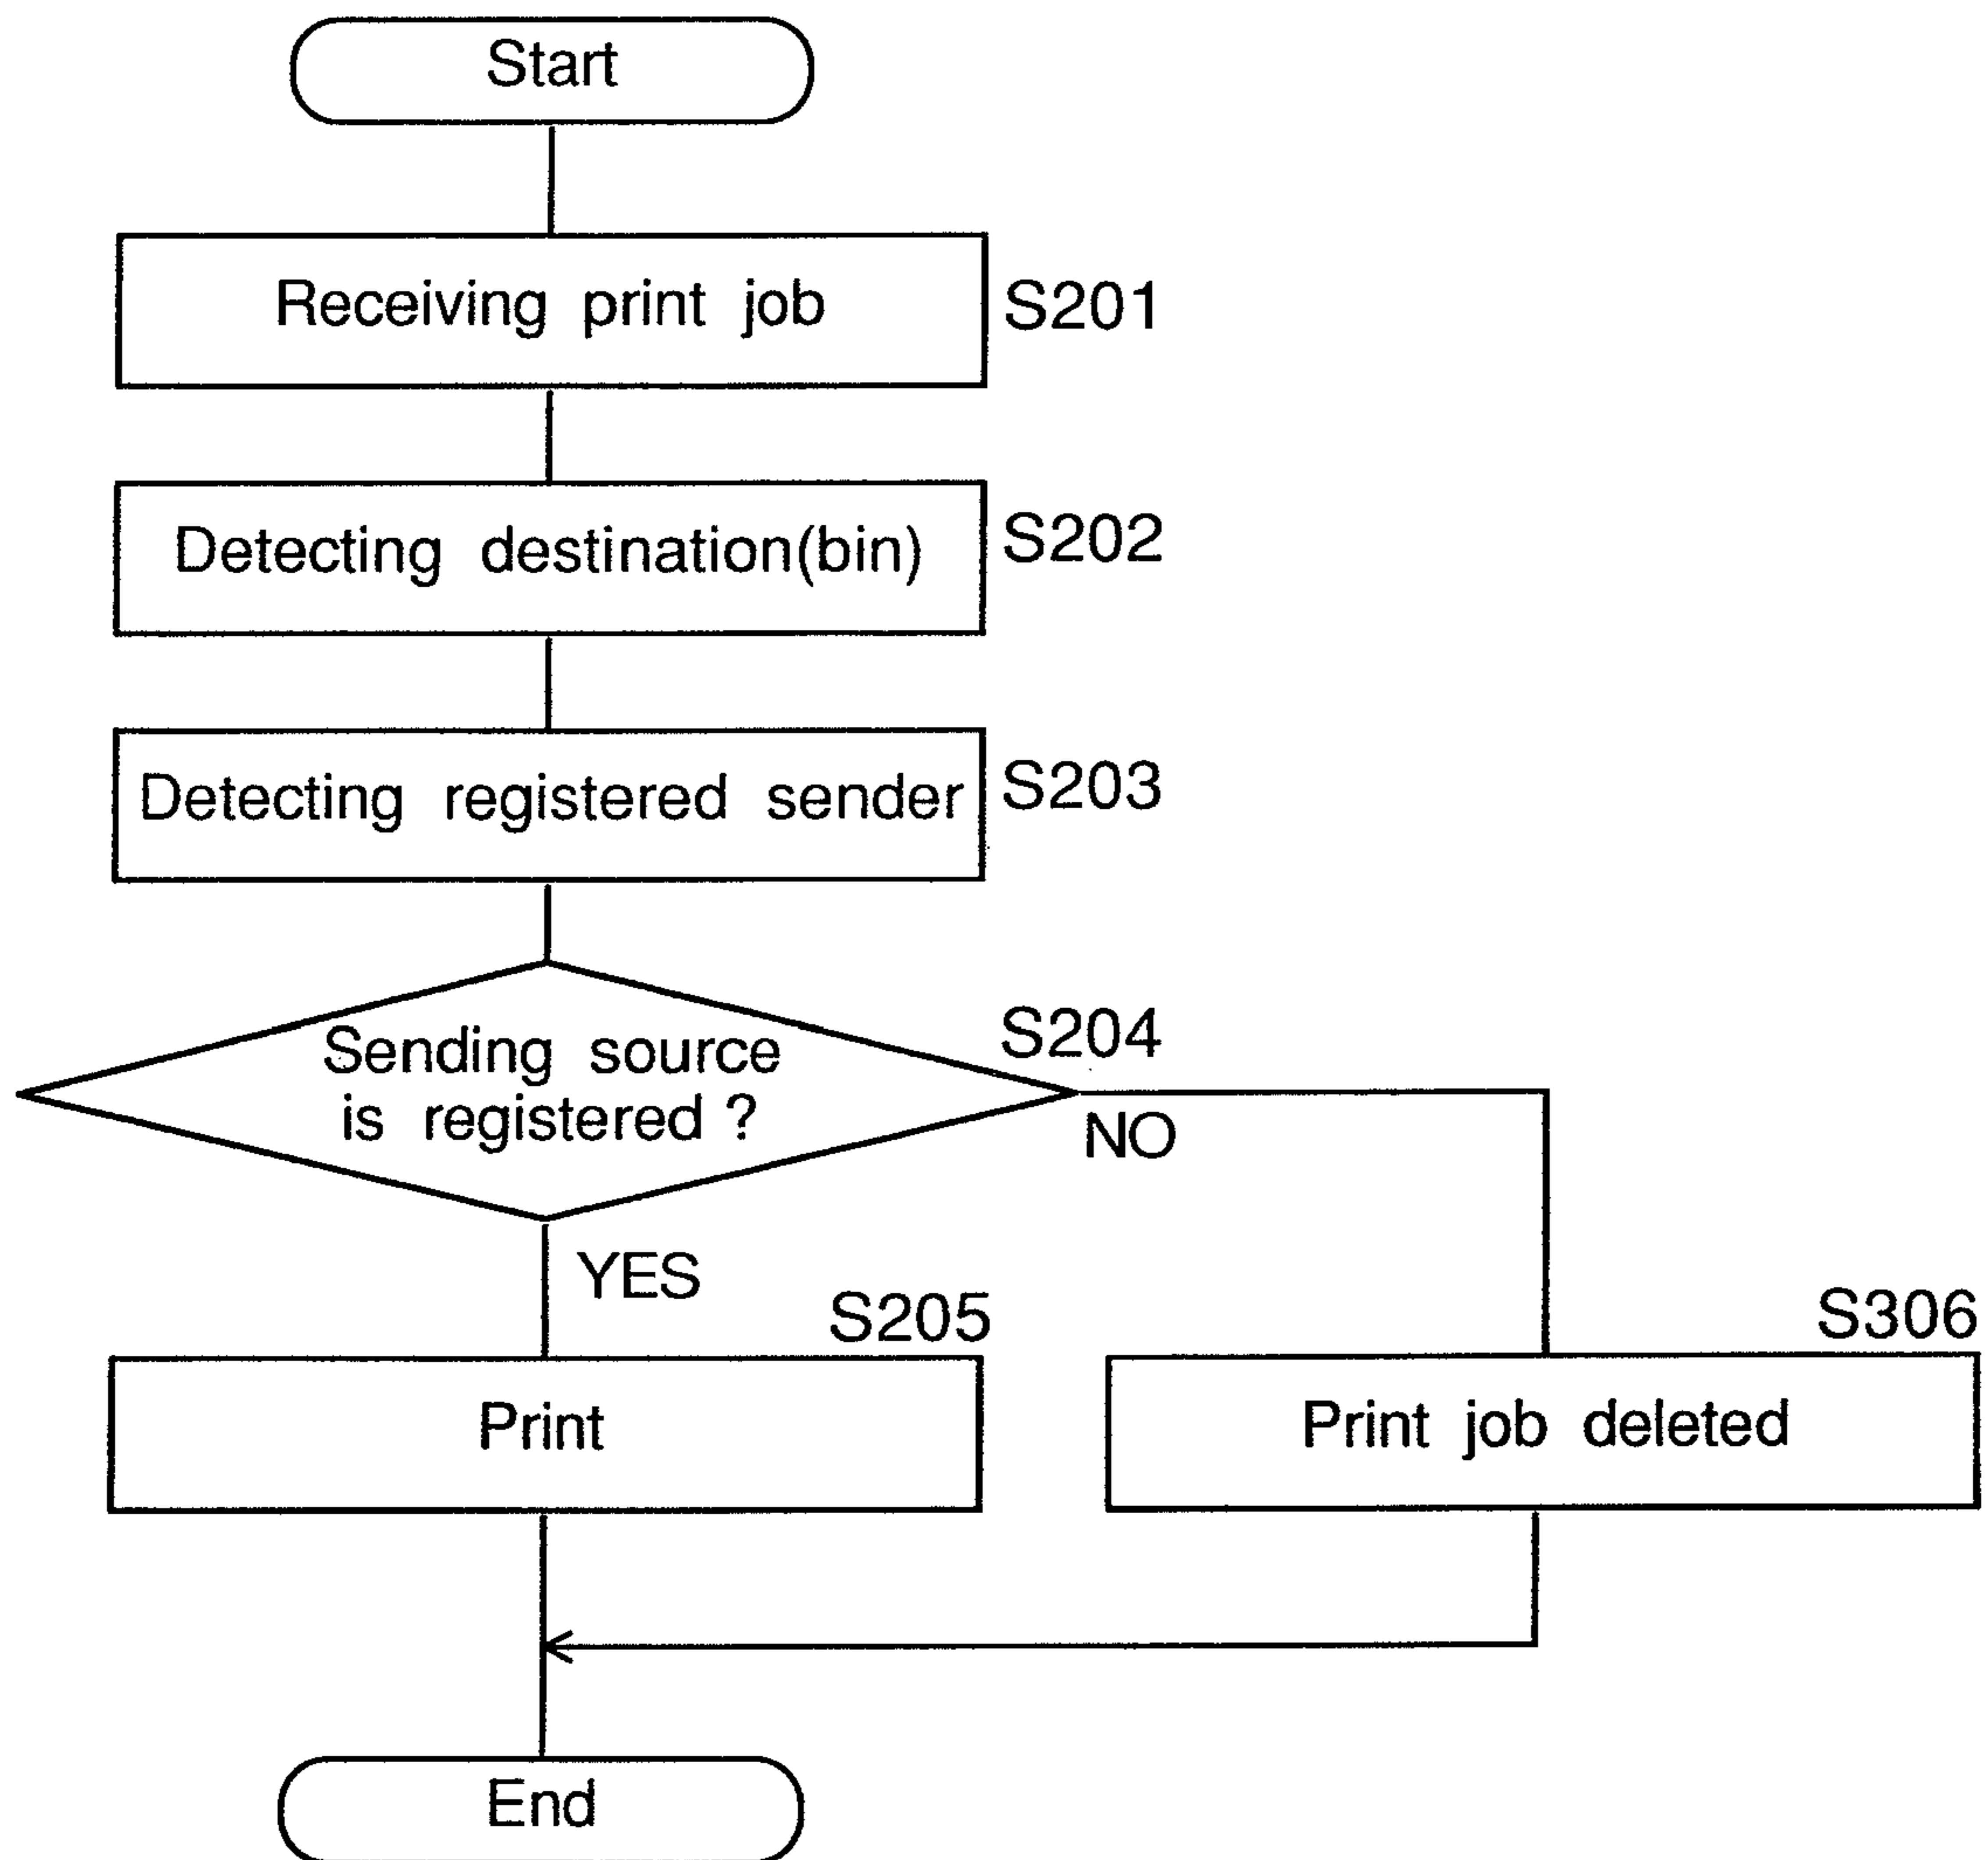 Start
Receiving print job
S201
Detecting destination(bin)
S202
Detecting registered sender
S203
Sending source
is registered ?
S204
NO
YES
S205
S306
Print
Print job deleted
End